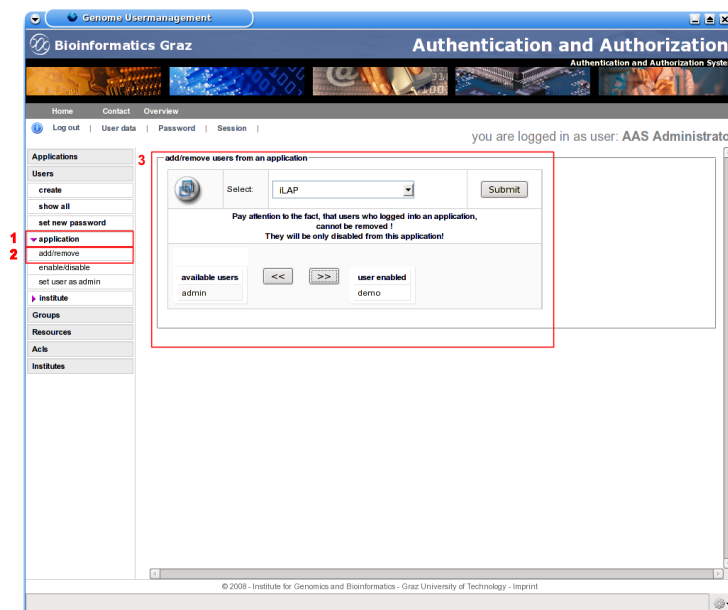 Genome Usermanagement
Bioinformatics Graz
Authentication and Authorization
Authentication and Authorization Syste
Home Contact Overview
Log out | User data | Password | Session |
you are logged in as user: AAS Administrato
Applications
Users
create
show all
set new password
1
application
2
add/remove
enable/disable
set user as admin
institute
Groups
Resources
Acls
Institutes
3
add/remove users from an application
Select: iLAP Submit
Pay attention to the fact, that users who logged into an application,
cannot be removed !
They will be only disabled from this application!
available users << >> user enabled
admin demo
© 2008 - Institute for Genomics and Bioinformatics - Graz University of Technology - Imprint